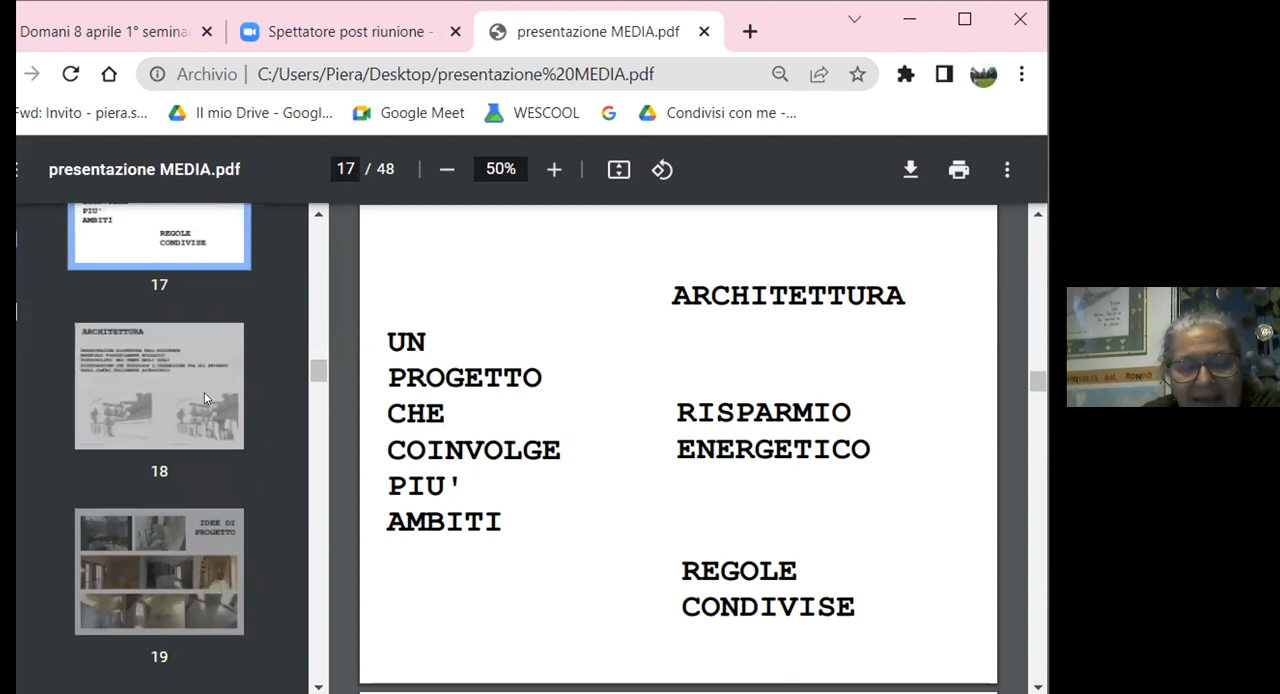 Domani 8 aprile 1° semina
Spettatore post riunione -
presentazione MEDIA.pdf
Archivio | C:/Users/Piera/Desktop/presentazione%20MEDIA.pdf
Fwd: Invito - piera.s...
Il mio Drive - Googl...
Google Meet
WESCOOL
Condivisi con me -...
presentazione MEDIA.pdf
17 / 48
50%
PIU'
AMBITI
REGOLE
CONDIVISE
17
ARCHITETTURA
18
IDEE DI
PROGETTO
19
ARCHITETTURA
UN
PROGETTO
CHE
COINVOLGE
PIU'
AMBITI
RISPARMIO
ENERGETICO
REGOLE
CONDIVISE